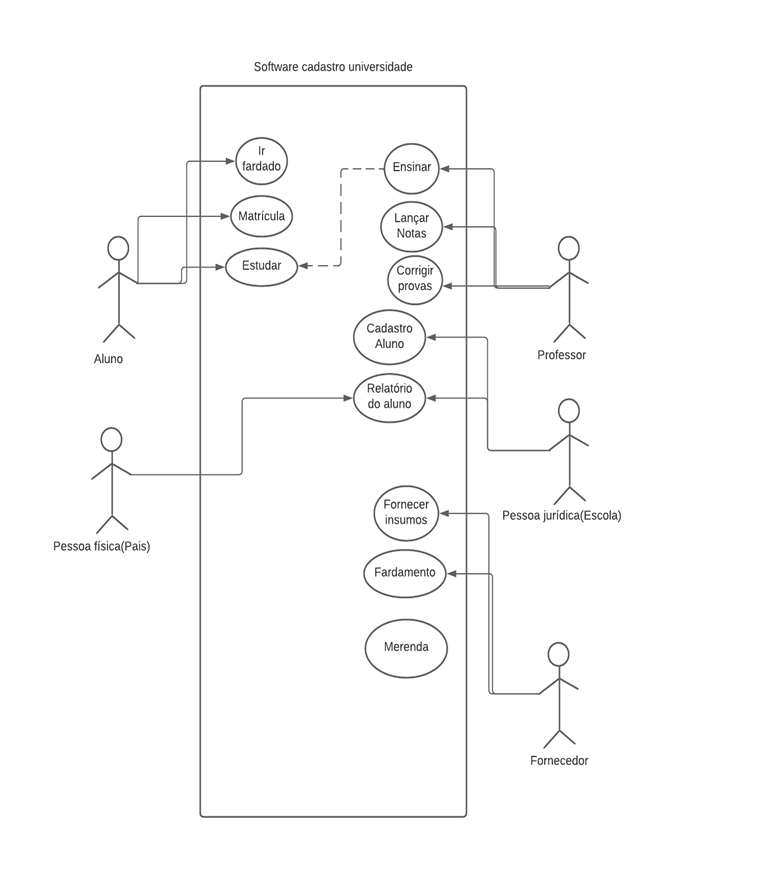 Software cadastro universidade
Ir
fardado
Matrícula
Estudar
Ensinar
Lançar
Notas
Corrigir
provas
Cadastro
Aluno
Relatório
do aluno
Fornecer
insumos
Fardamento
Merenda
Aluno
Pessoa física(Pais)
Professor
Pessoa jurídica(Escola)
Fornecedor